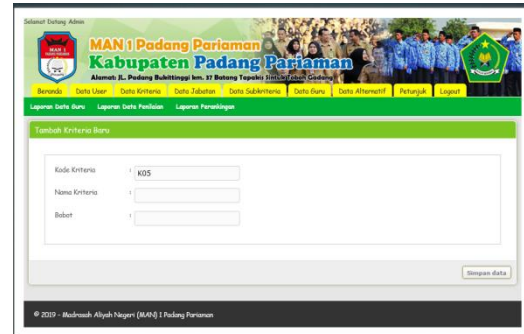 Selamat Datang Admin
MAN 1
MAN 1 Padang Pariaman
Kabupaten Padang Pariaman
Alamat: JL. Padang Bukittinggi km. 37 Batang Tapakis Sintuk Toboh Gadang
Beranda Data User Data Kriteria Data Jabatan Data Subkriteria Data Guru Data Alternatif Petunjuk Logout
Laporan Data Guru Laporan Data Penilaian Laporan Perankingan
Tambah Kriteria Baru
Kode Kriteria : K05
Nama Kriteria :
Bobot :
Simpan data
© 2019 - Madrasah Aliyah Negeri (MAN) 1 Padang Pariaman